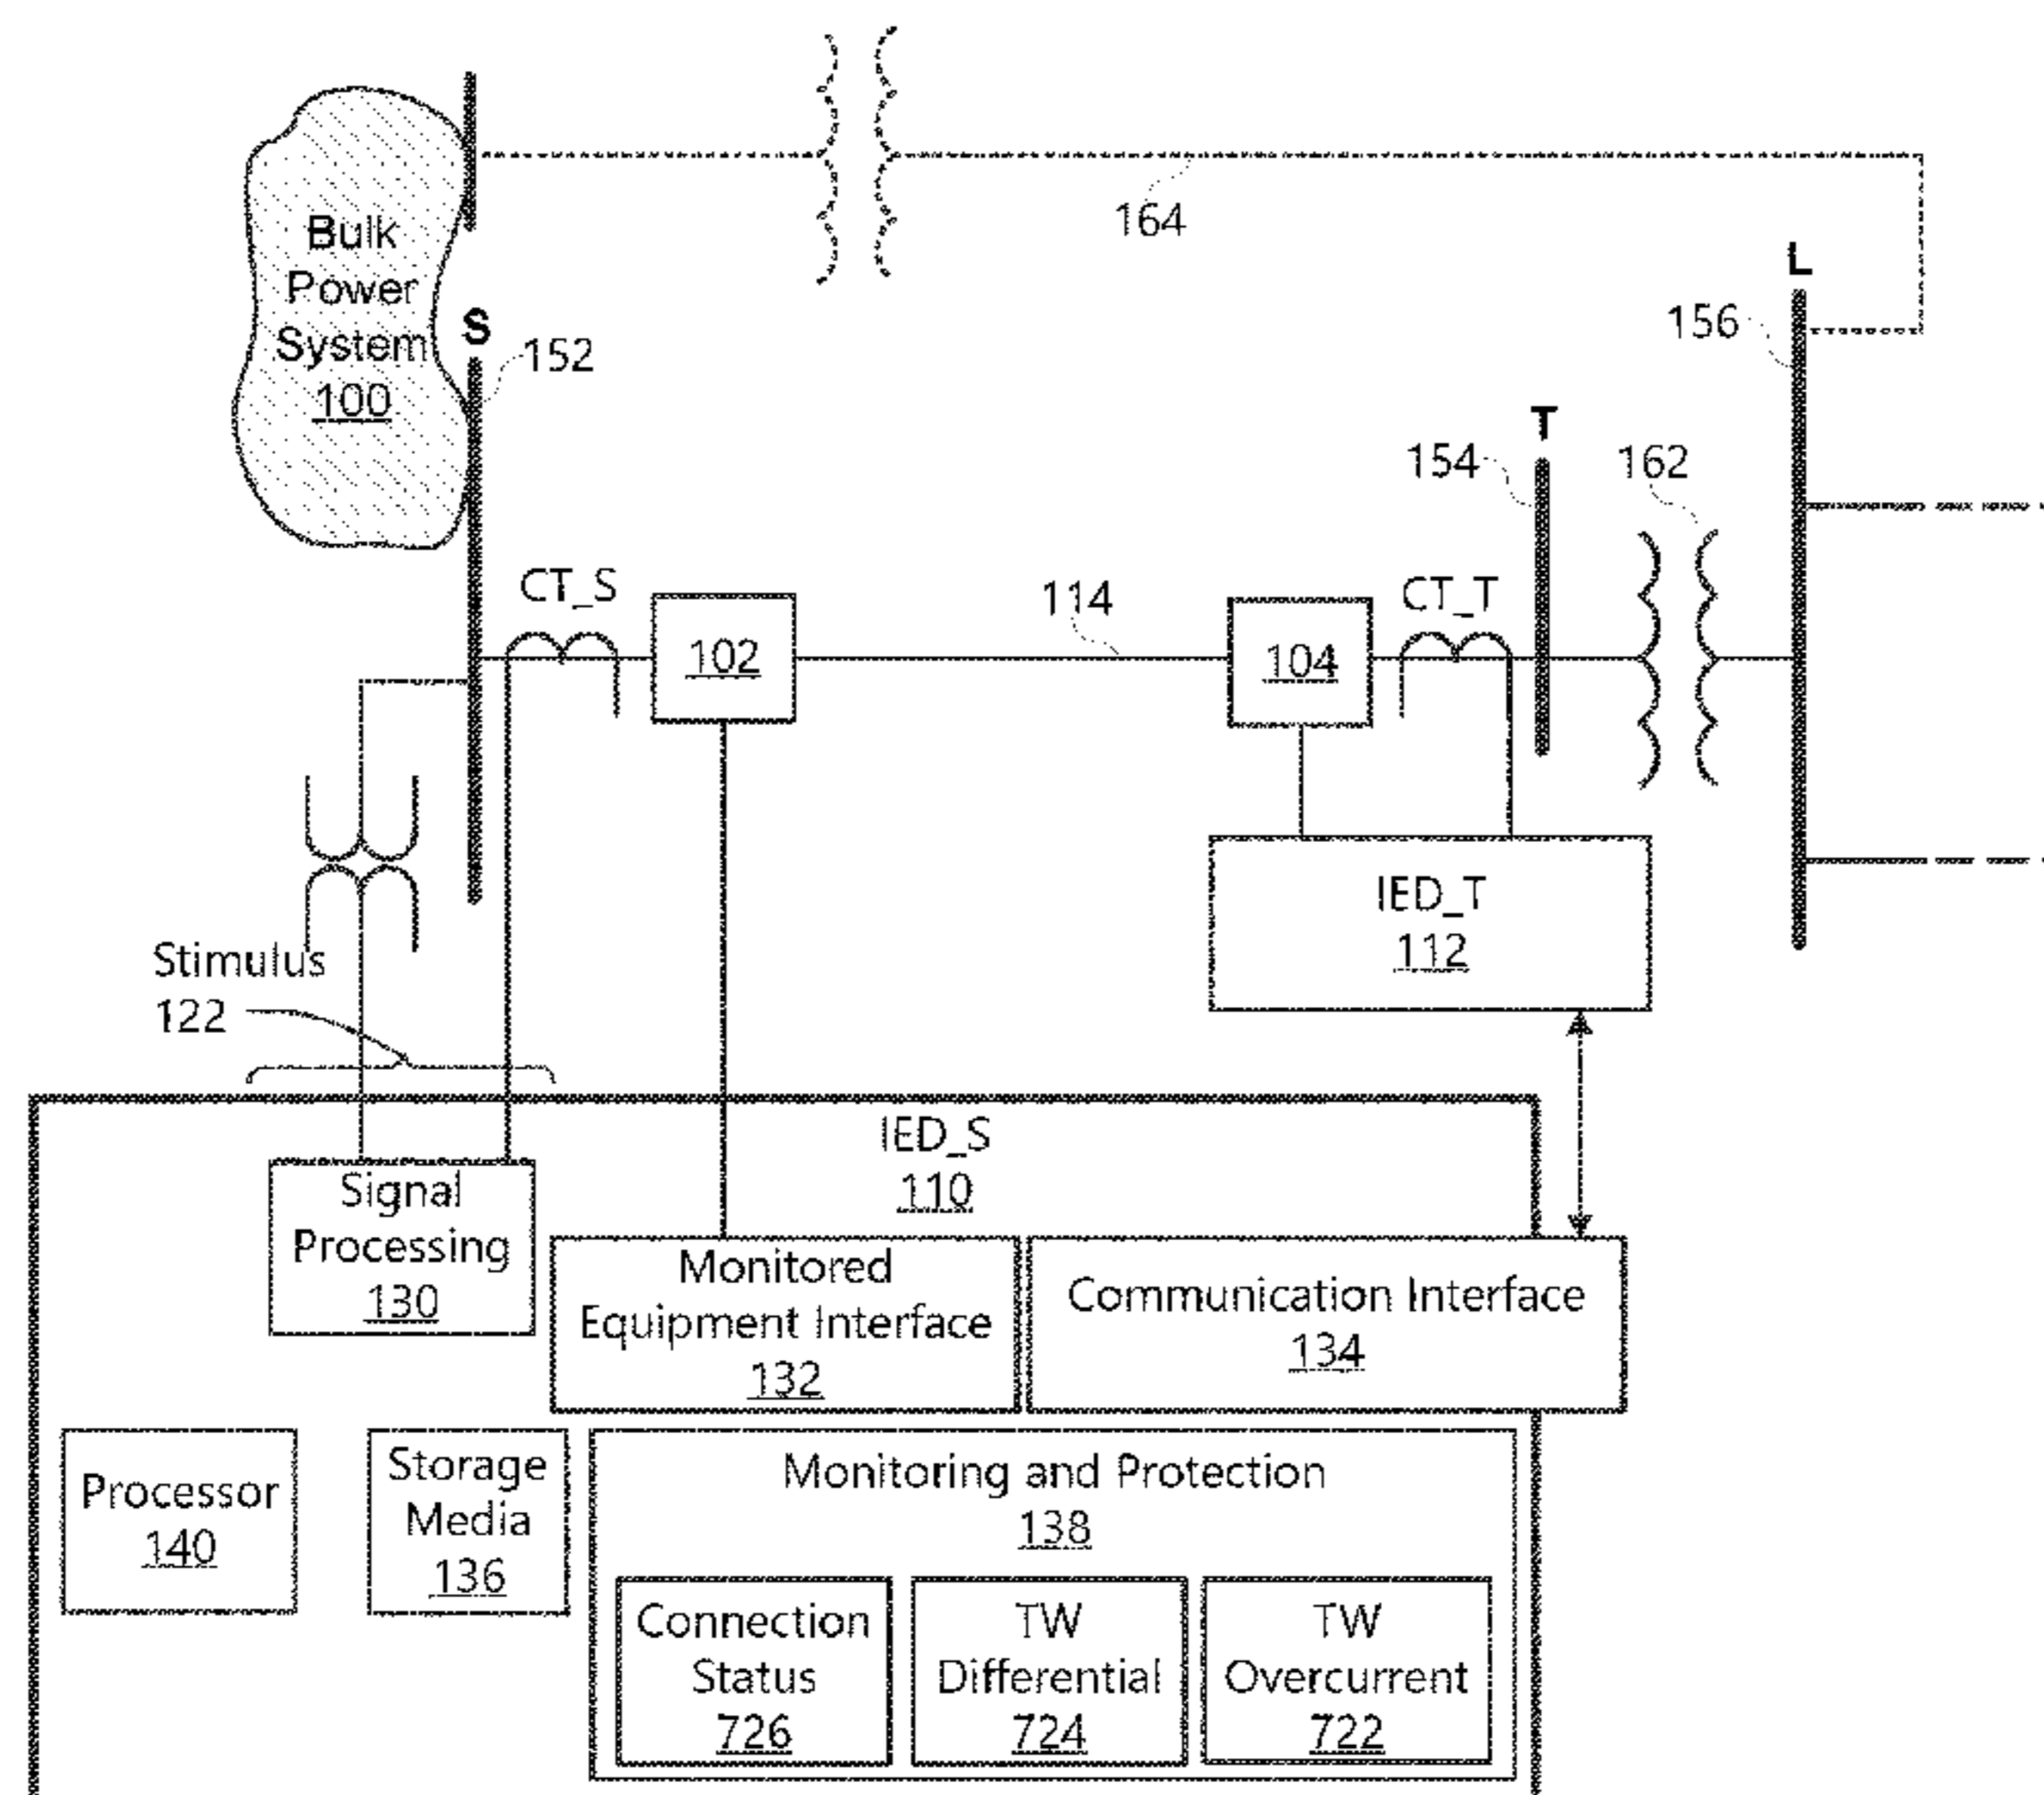 Bulk
Power
System
100
S
152
164
L
156
T
154
162
CT_S
102
114
104
CT_T
IED_T
112
Stimulus
122
IED_S
110
Signal
Processing
130
Monitored
Equipment Interface
132
Communication Interface
134
Processor
140
Storage
Media
136
Monitoring and Protection
138
Connection
Status
726
TW
Differential
724
TW
Overcurrent
722